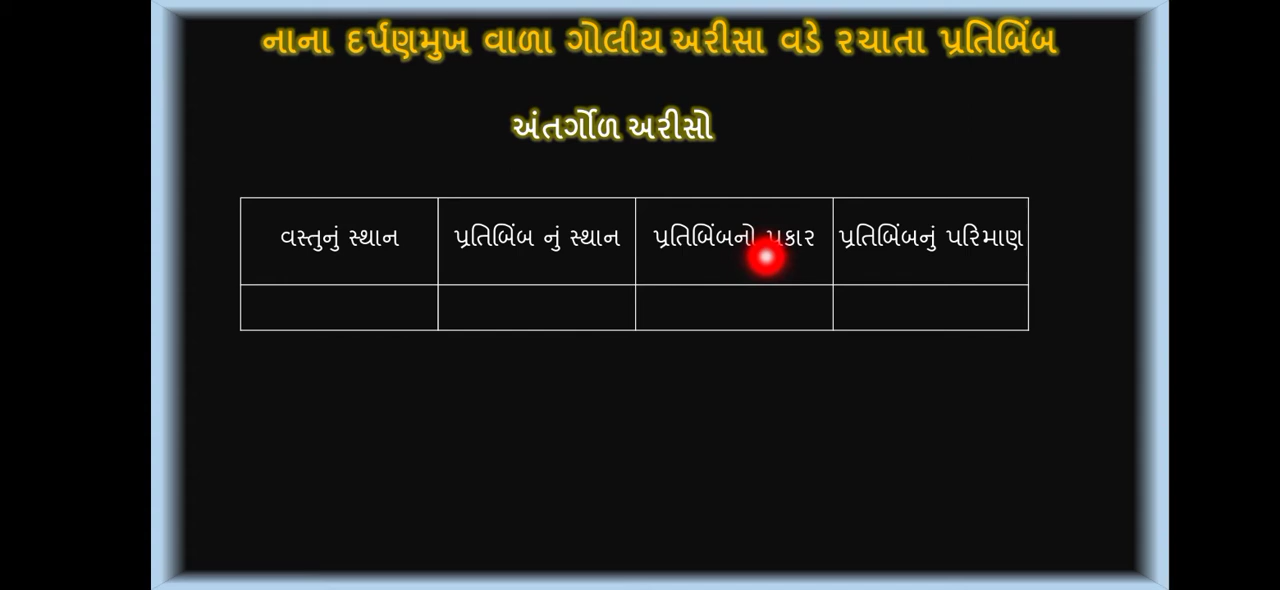 નાના દર્પણમુખ વાળા ગોલીય અરીસા વડે રચાતા પ્રતિબિંબ
અંતર્ગોળ અરીસો
વસ્તુનું સ્થાન પ્રતિબિંબ નું સ્થાન પ્રતિબિંબનો પ્રકાર પ્રતિબિંબનું પરિમાણ